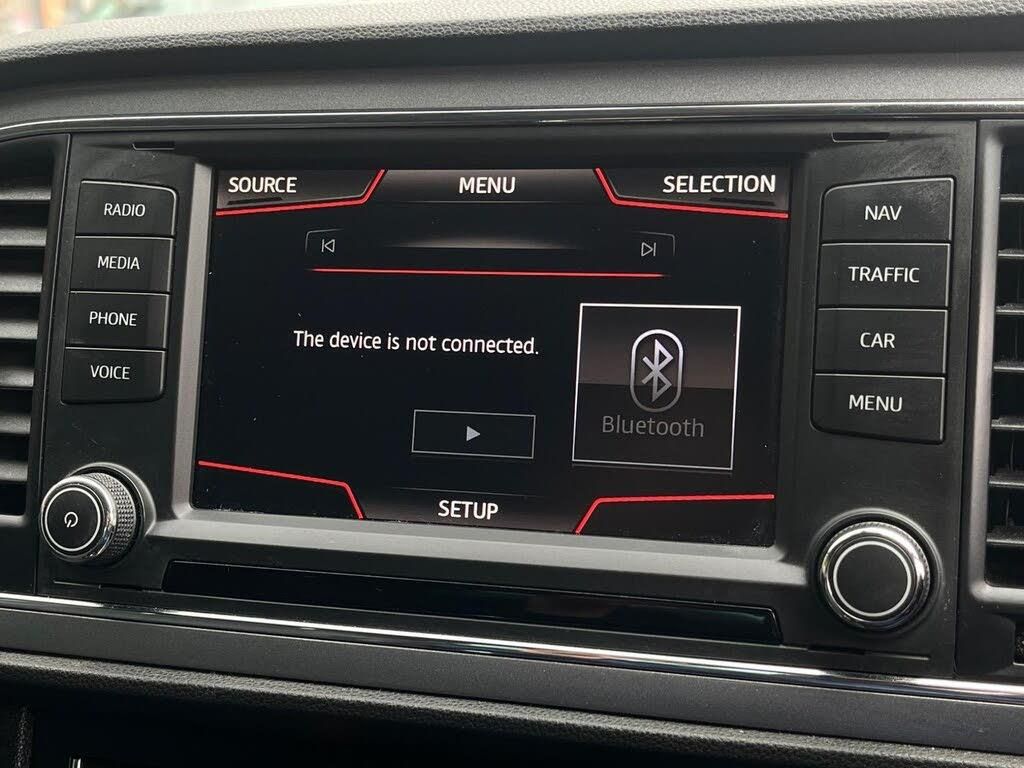 SOURCE
MENU
SELECTION
RADIO
MEDIA
PHONE
VOICE
The device is not connected.
Bluetooth
SETUP
NAV
TRAFFIC
CAR
MENU